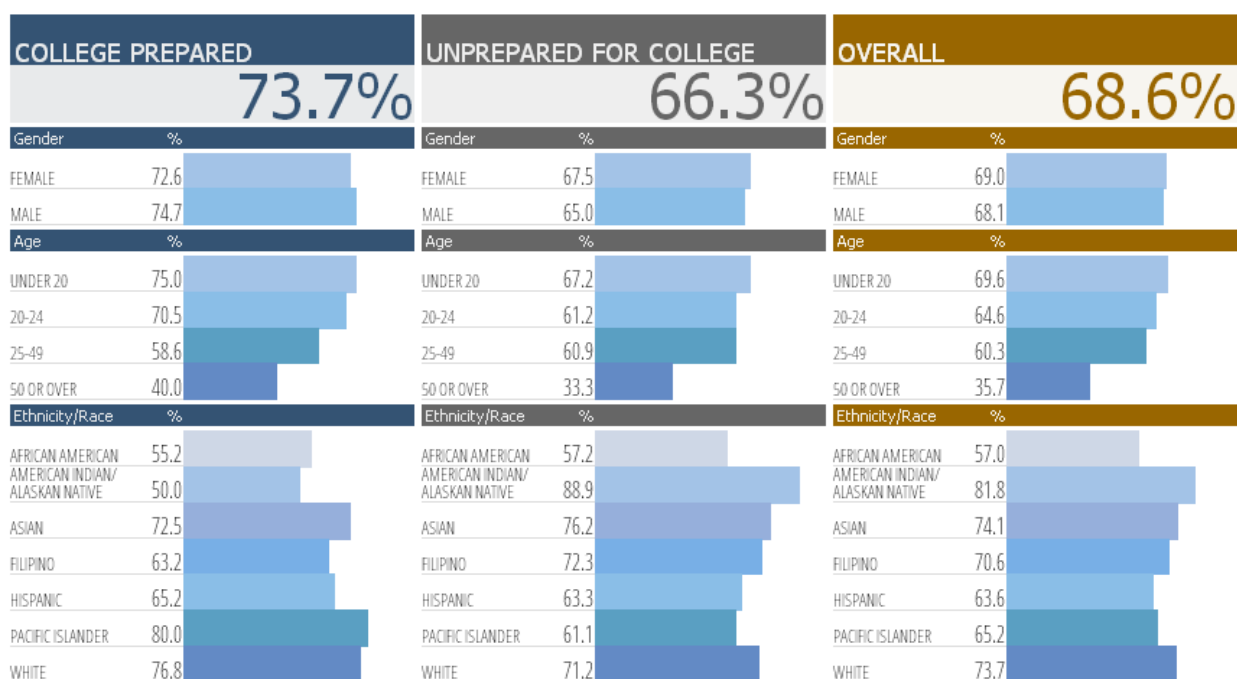 COLLEGE PREPARED
73.7%
Gender %
FEMALE 72.6
MALE 74.7
Age %
UNDER 20 75.0
20-24 70.5
25-49 58.6
50 OR OVER 40.0
Ethnicity/Race %
AFRICAN AMERICAN 55.2
AMERICAN INDIAN/
ALASKAN NATIVE 50.0
ASIAN 72.5
FILIPINO 63.2
HISPANIC 65.2
PACIFIC ISLANDER 80.0
WHITE 76.8
UNPREPARED FOR COLLEGE
66.3%
Gender %
FEMALE 67.5
MALE 65.0
Age %
UNDER 20 67.2
20-24 61.2
25-49 60.9
50 OR OVER 33.3
Ethnicity/Race %
AFRICAN AMERICAN 57.2
AMERICAN INDIAN/
ALASKAN NATIVE 88.9
ASIAN 76.2
FILIPINO 72.3
HISPANIC 63.3
PACIFIC ISLANDER 61.1
WHITE 71.2
OVERALL
68.6%
Gender %
FEMALE 69.0
MALE 68.1
Age %
UNDER 20 69.6
20-24 64.6
25-49 60.3
50 OR OVER 35.7
Ethnicity/Race %
AFRICAN AMERICAN 57.0
AMERICAN INDIAN/
ALASKAN NATIVE 81.8
ASIAN 74.1
FILIPINO 70.6
HISPANIC 63.6
PACIFIC ISLANDER 65.2
WHITE 73.7